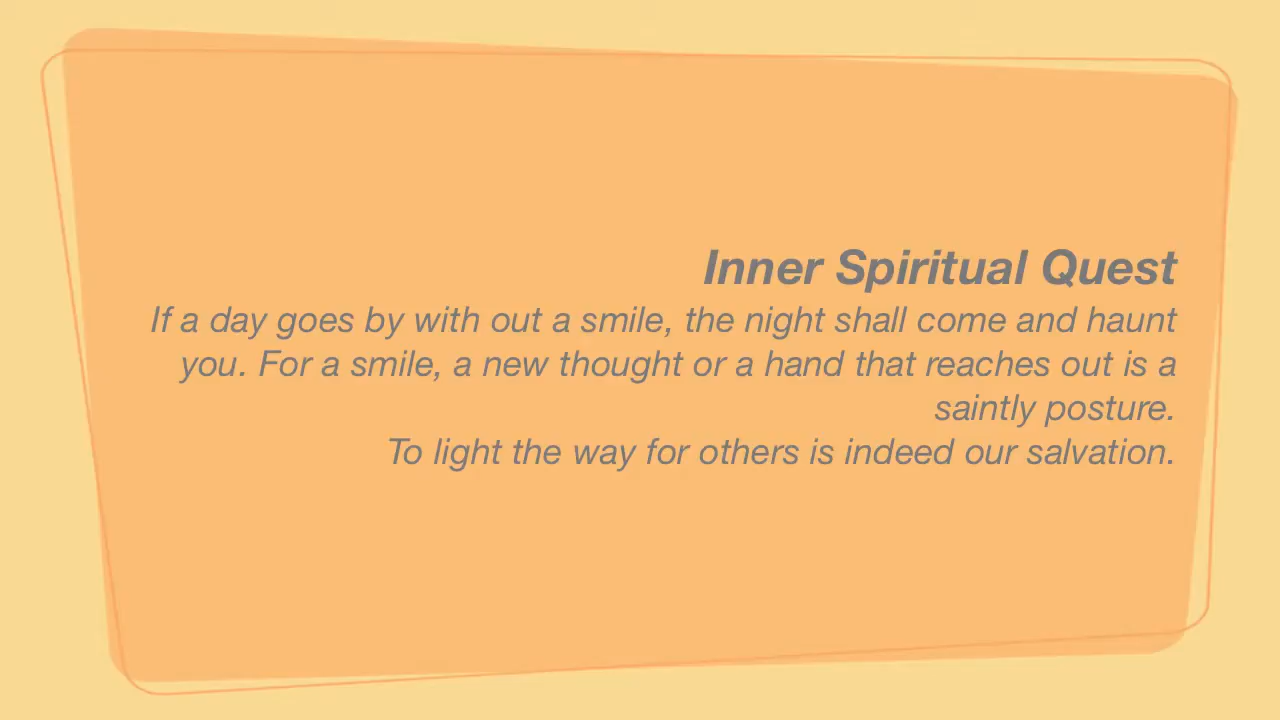 Inner Spiritual Quest
If a day goes by with out a smile, the night shall come and haunt
you. For a smile, a new thought or a hand that reaches out is a
saintly posture.
To light the way for others is indeed our salvation.